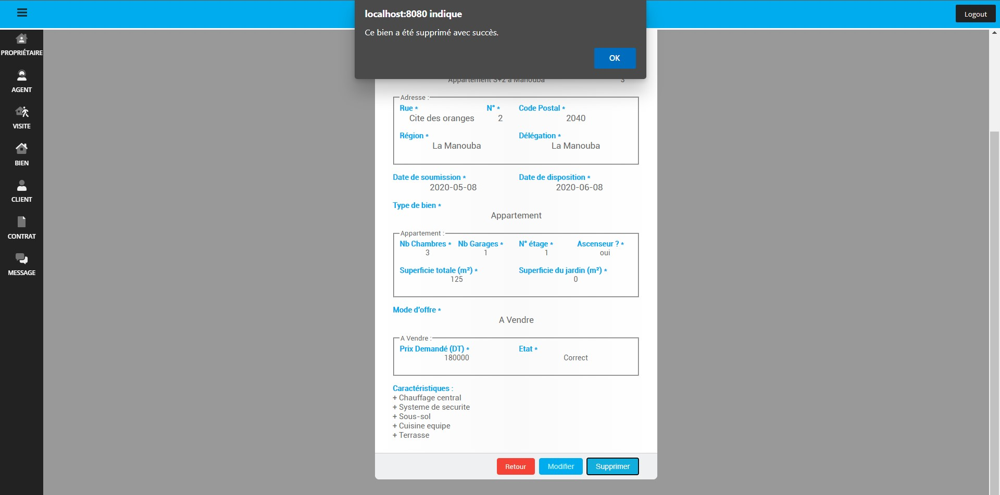 localhost:8080 indique
Logout
Ce bien a été supprimé avec succès.
OK
PROPRIÉTAIRE
AGENT
VISITE
BIEN
CLIENT
CONTRAT
MESSAGE
Appartement S+2 a Manouba 3
Adresse :
Rue * N° * Code Postal *
Cite des oranges 2 2040
Région * Délégation *
La Manouba La Manouba
Date de soumission * Date de disposition *
2020-05-08 2020-06-08
Type de bien *
Appartement
Appartement :
Nb Chambres * Nb Garages * N° étage * Ascenseur ? *
3 1 1 oui
Superficie totale (m²) * Superficie du jardin (m²) *
125 0
Mode d'offre *
A Vendre
A Vendre :
Prix Demandé (DT) * Etat *
180000 Correct
Caractéristiques :
+ Chauffage central
+ Systeme de securite
+ Sous-sol
+ Cuisine equipe
+ Terrasse
Retour Modifier Supprimer